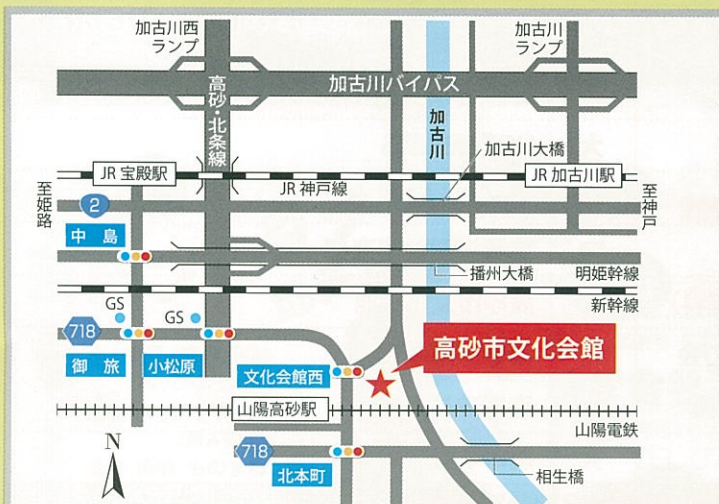 加古川西
ランプ
加古川
ランプ
加古川バイパス
高砂・北条線
加古川
加古川大橋
JR 宝殿駅
JR 神戸線
JR 加古川駅
至姫路
至神戸
2
中 島
播州大橋
明姫幹線
新幹線
GS
GS
718
御 旅
小松原
文化会館西
高砂市文化会館
山陽高砂駅
山陽電鉄
N
718
北本町
相生橋